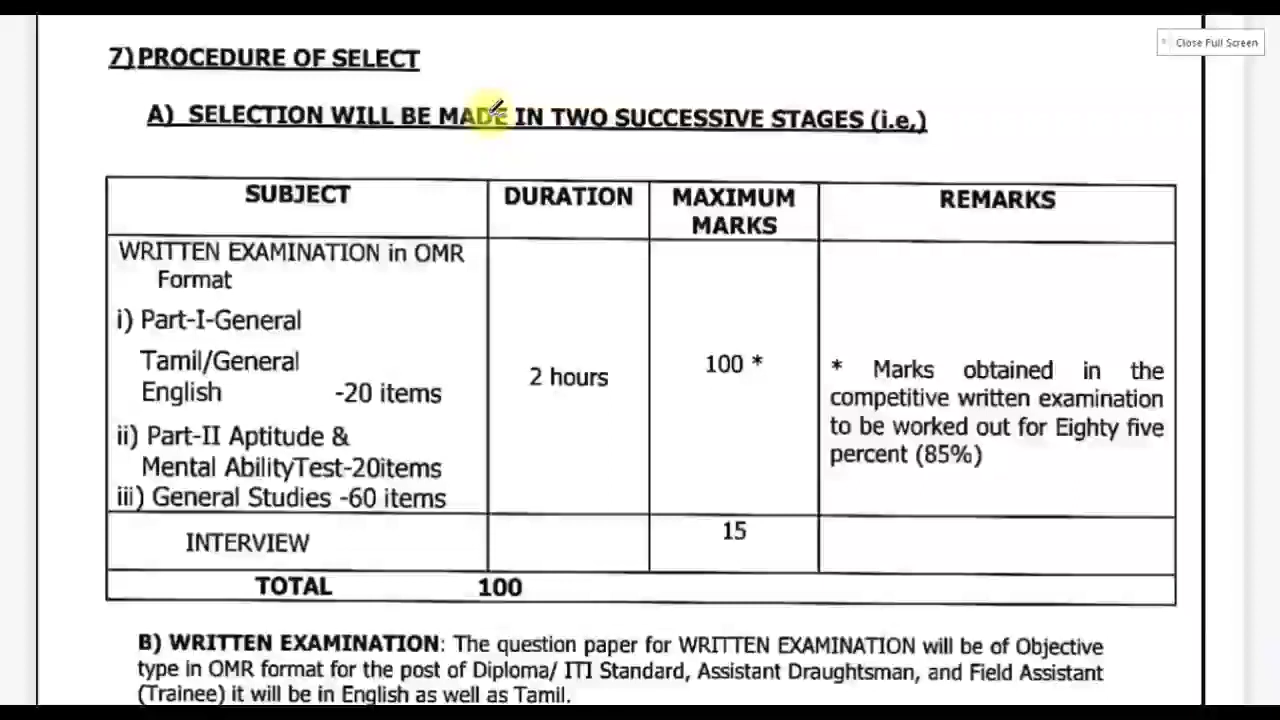 Close Full Screen
7) PROCEDURE OF SELECT
A) SELECTION WILL BE MADE IN TWO SUCCESSIVE STAGES (i.e,)
SUBJECT DURATION MAXIMUM MARKS REMARKS
WRITTEN EXAMINATION in OMR
Format
i) Part-I-General
Tamil/General
English -20 items
ii) Part-II Aptitude &
Mental AbilityTest-20items
iii) General Studies -60 items
2 hours
100 *
* Marks obtained in the
competitive written examination
to be worked out for Eighty five
percent (85%)
INTERVIEW 15
TOTAL 100
B) WRITTEN EXAMINATION: The question paper for WRITTEN EXAMINATION will be of Objective
type in OMR format for the post of Diploma/ ITI Standard, Assistant Draughtsman, and Field Assistant
(Trainee) it will be in English as well as Tamil.